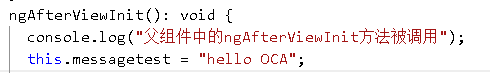 ngAfterViewInit(): void {
console.log("父组件中的ngAfterViewInit方法被调用");
this.messagetest = "hello OCA";